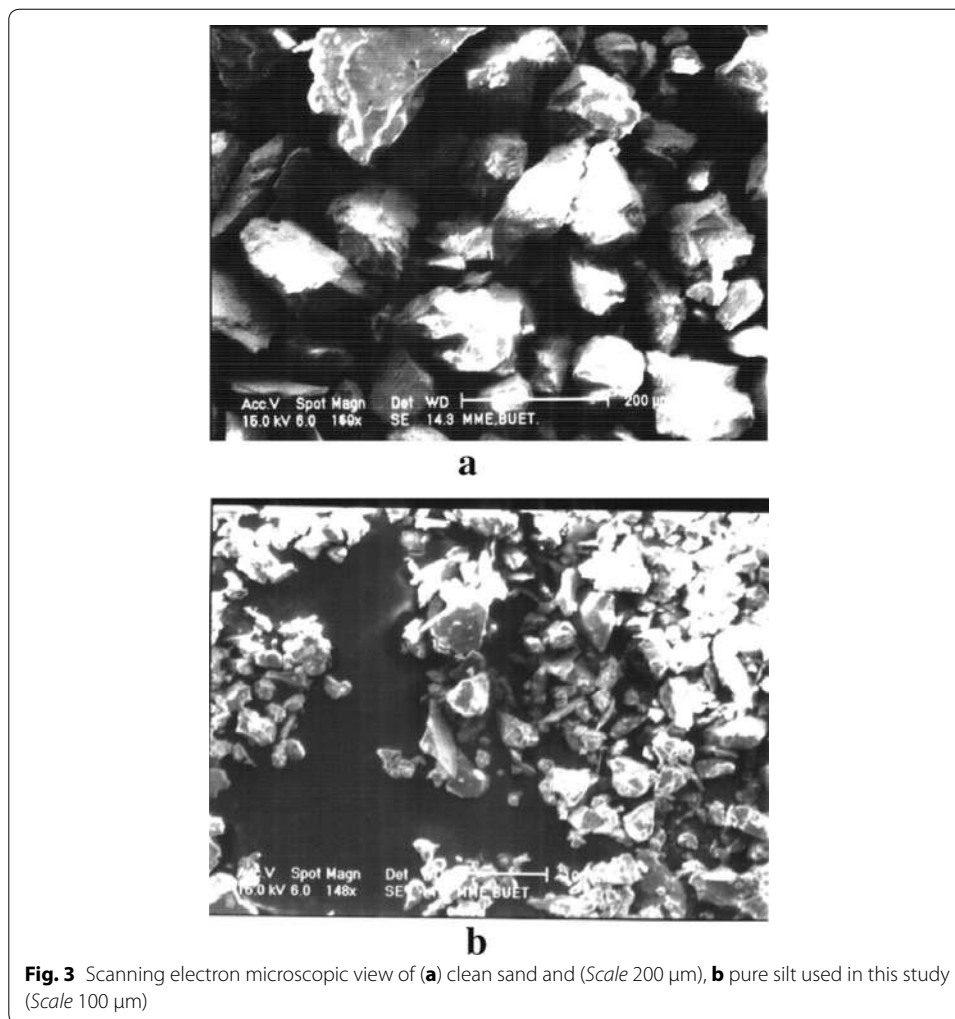 Acc.V Spot Magn Det WD 200 µm
15.0 kV 6.0 150x SE 14.3 MME,BUET.
a
Spot Magn Det
6.0 148x MME BUET.
b
Fig. 3 Scanning electron microscopic view of (a) clean sand and (Scale 200 µm), b pure silt used in this study
(Scale 100 µm)